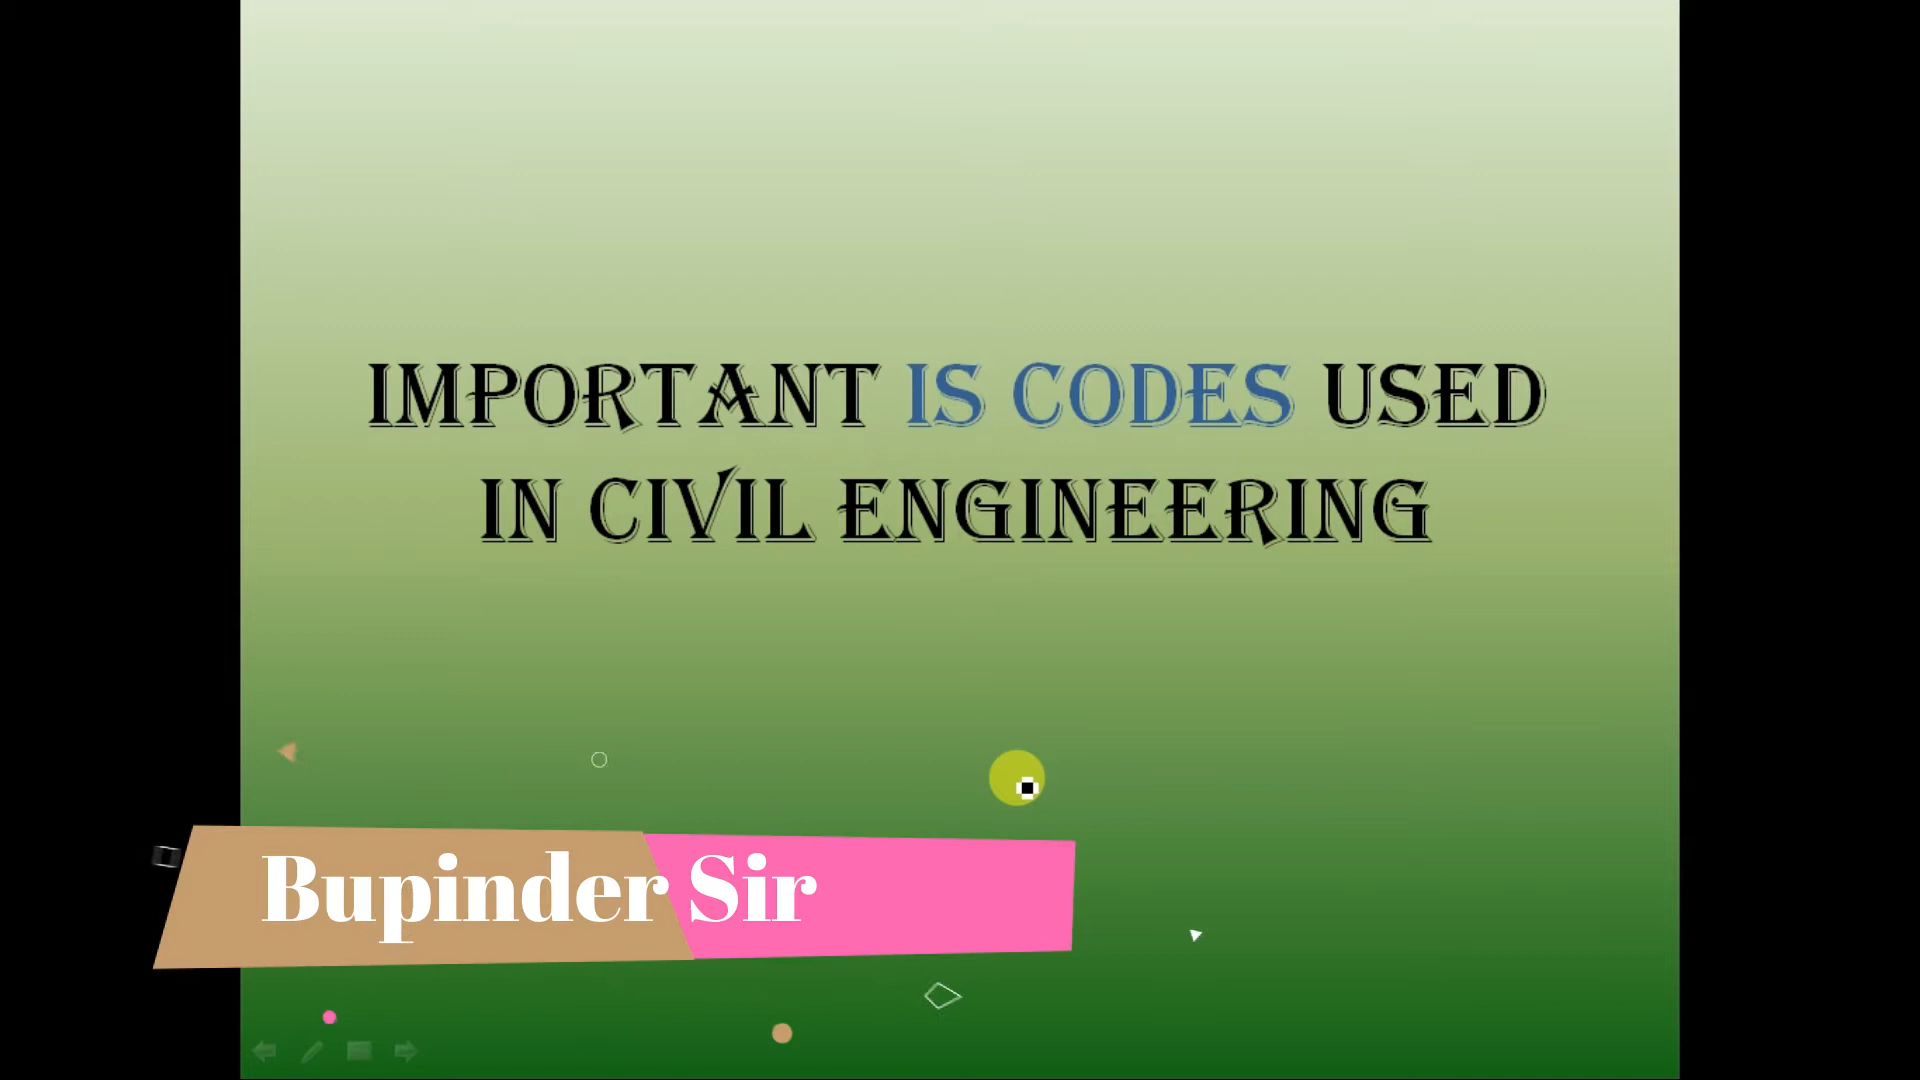 IMPORTANT IS CODES USED
IN CIVIL ENGINEERING
Bupinder Sir